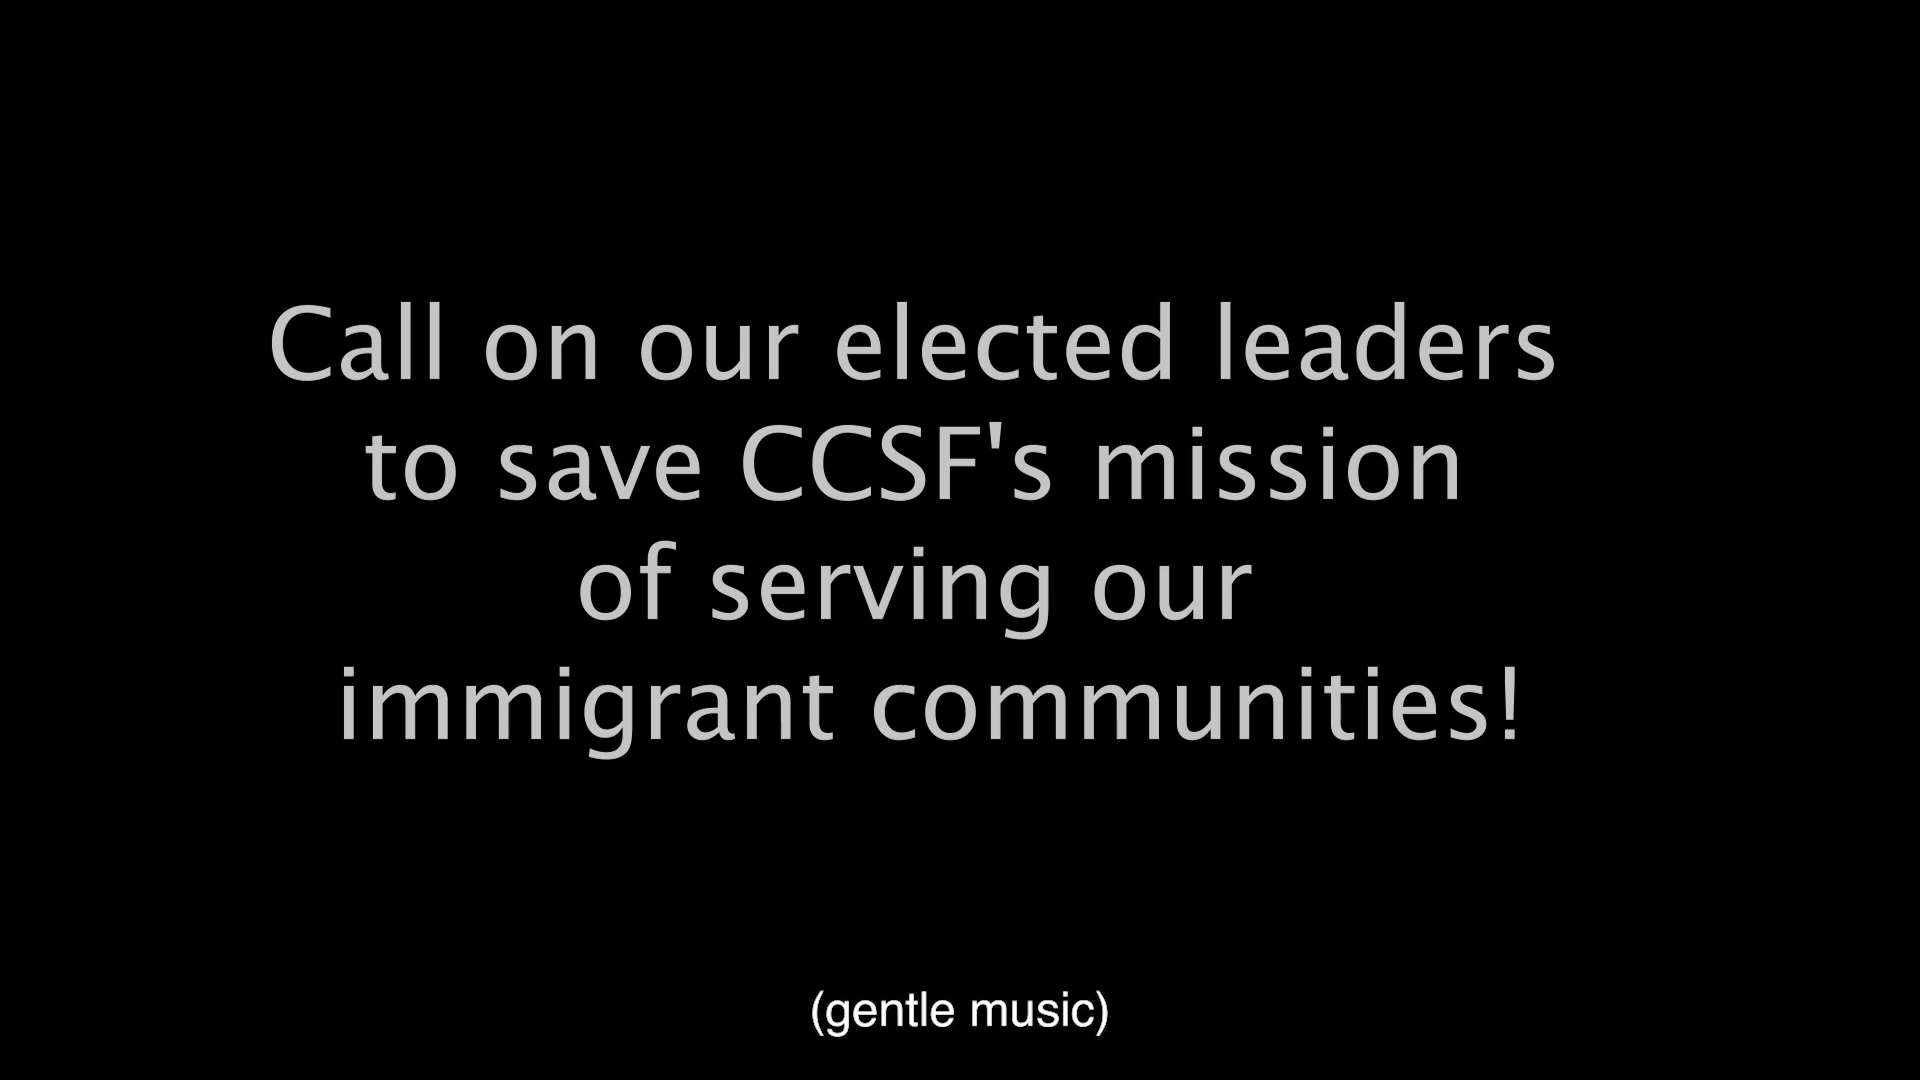 Call on our elected leaders
to save CCSF's mission
of serving our
immigrant communities!
(gentle music)